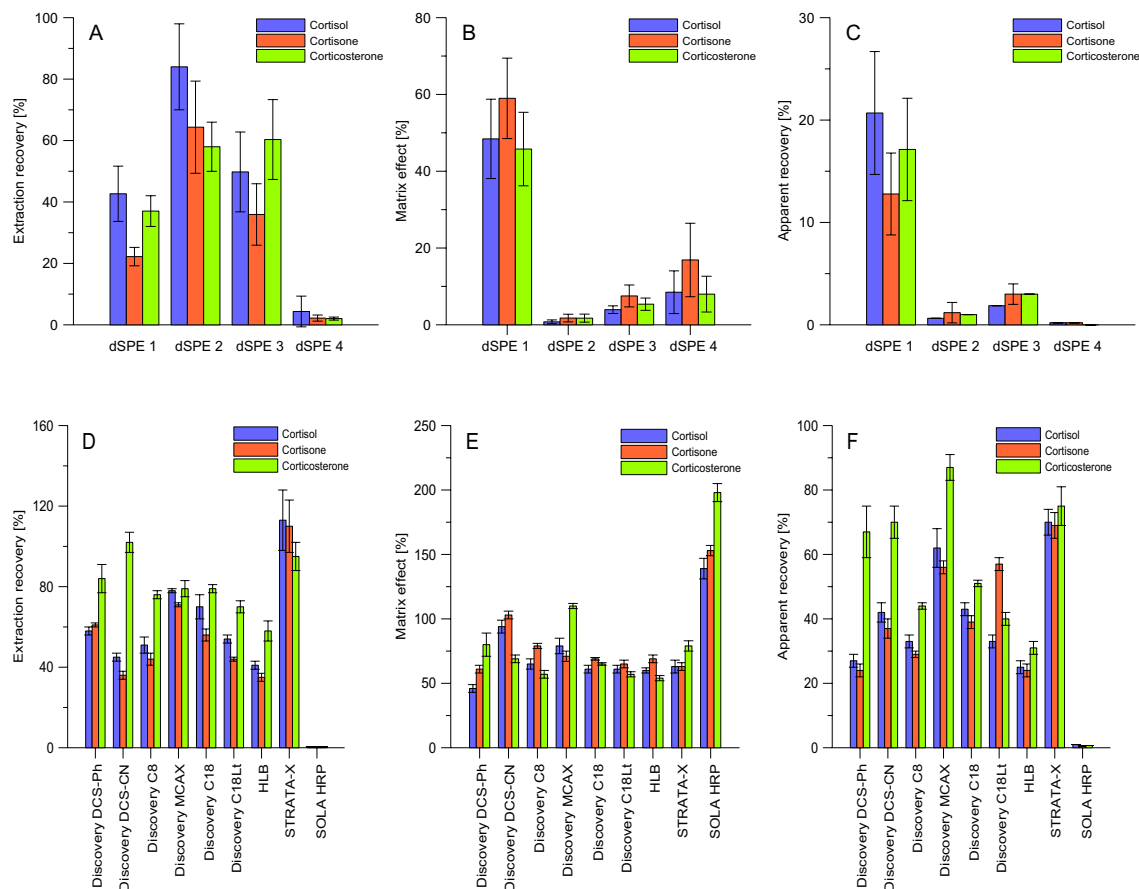 A
Cortisol
Cortisone
Corticosterone
Extraction recovery [%]
100
80
60
40
20
0
dSPE 1 dSPE 2 dSPE 3 dSPE 4
B
Cortisol
Cortisone
Corticosterone
Matrix effect [%]
80
60
40
20
0
dSPE 1 dSPE 2 dSPE 3 dSPE 4
C
Cortisol
Cortisone
Corticosterone
Apparent recovery [%]
30
20
10
0
dSPE 1 dSPE 2 dSPE 3 dSPE 4
D
Cortisol
Cortisone
Corticosterone
Extraction recovery [%]
160
120
80
40
0
Discovery DCS-Ph
Discovery DCS-CN
Discovery C8
Discovery MCAX
Discovery C18
Discovery C18Lt
HLB
STRATA-X
SOLA HRP
E
Cortisol
Cortisone
Corticosterone
Matrix effect [%]
250
200
150
100
50
0
Discovery DCS-Ph
Discovery DCS-CN
Discovery C8
Discovery MCAX
Discovery C18
Discovery C18Lt
HLB
STRATA-X
SOLA HRP
F
Cortisol
Cortisone
Corticosterone
Apparent recovery [%]
100
80
60
40
20
0
Discovery DCS-Ph
Discovery DCS-CN
Discovery C8
Discovery MCAX
Discovery C18
Discovery C18Lt
HLB
STRATA-X
SOLA HRP